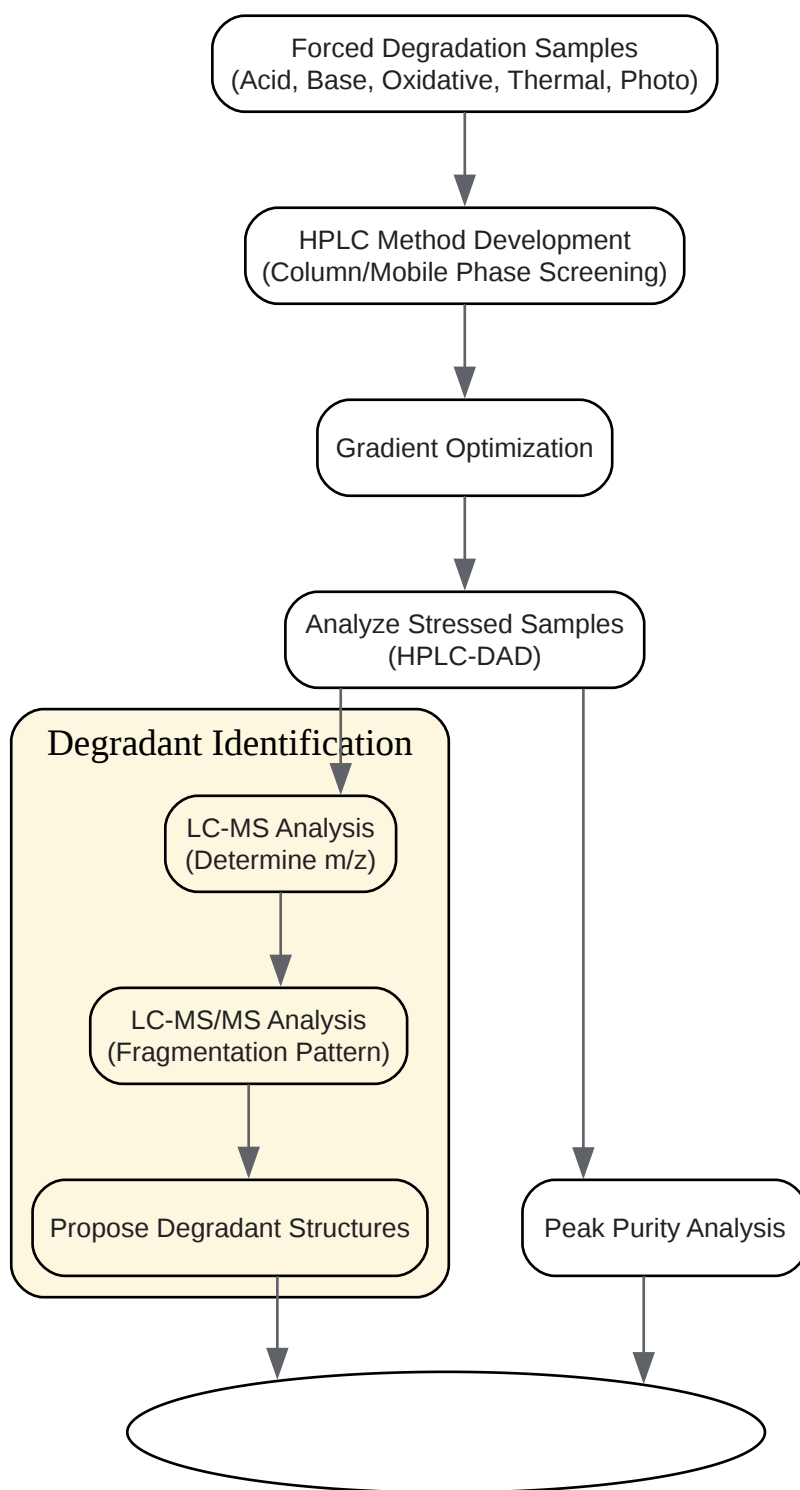 Forced Degradation Samples
(Acid, Base, Oxidative, Thermal, Photo)
HPLC Method Development
(Column/Mobile Phase Screening)
Gradient Optimization
Analyze Stressed Samples
(HPLC-DAD)
Degradant Identification
LC-MS Analysis
(Determine m/z)
LC-MS/MS Analysis
(Fragmentation Pattern)
Propose Degradant Structures
Peak Purity Analysis